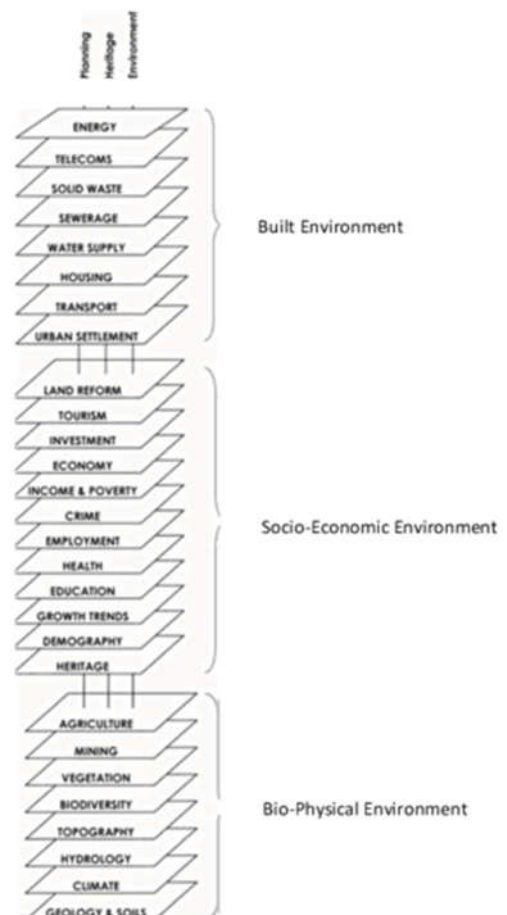 Planning
Heritage
Environment
ENERGY
TELECOMS
SOLID WASTE
SEWERAGE
WATER SUPPLY
HOUSING
TRANSPORT
URBAN SETTLEMENT
Built Environment
LAND REFORM
TOURISM
INVESTMENT
ECONOMY
INCOME & POVERTY
CRIME
EMPLOYMENT
HEALTH
EDUCATION
GROWTH TRENDS
DEMOGRAPHY
HERITAGE
Socio-Economic Environment
AGRICULTURE
MINING
VEGETATION
BIODIVERSITY
TOPOGRAPHY
HYDROLOGY
CLIMATE
GEOLOGY & SOILS
Bio-Physical Environment